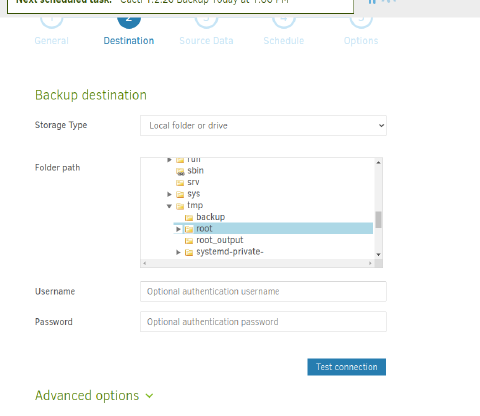 Next scheduled task: Cacti 1.2.20 Backup Today at 1:00 PM
1 2 3 4 5
General Destination Source Data Schedule Options
Backup destination
Storage Type Local folder or drive
Folder path
run
sbin
srv
sys
tmp
backup
root
root_output
systemd-private-
Username Optional authentication username
Password Optional authentication password
Test connection
Advanced options